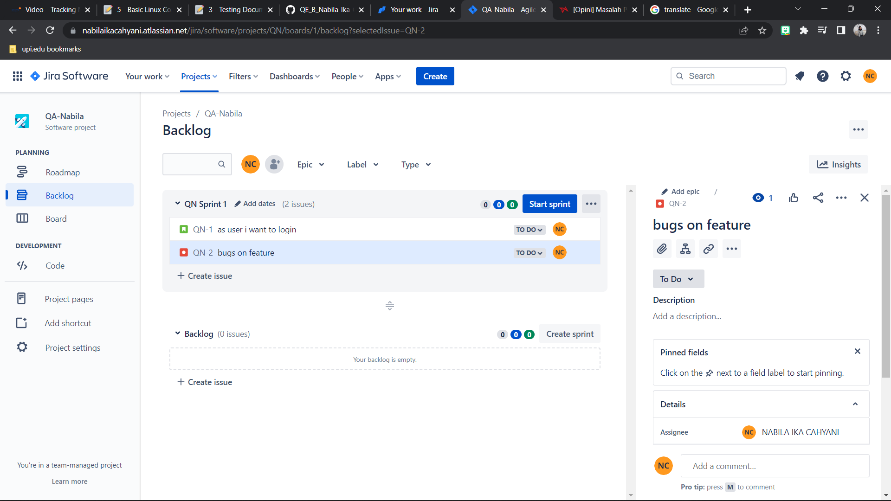 Video Tracking
5 Basic Linux Co
3 Testing Docum
QE_B_Nabila Ika
Your work - Jira
QA Nabila - Agile
[Opini] Masalah P
translate - Google
nabilaikacahyani.atlassian.net/jira/software/projects/QN/boards/1/backlog?selectedIssue=QN-2
upi.edu bookmarks
Jira Software Your work Projects Filters Dashboards People Apps Create Search NC
QA-Nabila
Software project
PLANNING
Roadmap
Backlog
Board
DEVELOPMENT
Code
Project pages
Add shortcut
Project settings
You're in a team-managed project
Learn more
Projects / QA-Nabila
Backlog
NC Epic Label Type Insights
QN Sprint 1 Add dates (2 issues) 0 0 0 Start sprint
QN-1 as user i want to login TO DO NC
QN-2 bugs on feature TO DO NC
+ Create issue
Backlog (0 issues) 0 0 0 Create sprint
Your backlog is empty.
+ Create issue
Add epic /
QN-2
1
bugs on feature
To Do
Description
Add a description...
Pinned fields
Click on the next to a field label to start pinning.
Details
Assignee NC NABILA IKA CAHYANI
NC Add a comment...
Pro tip: press M to comment